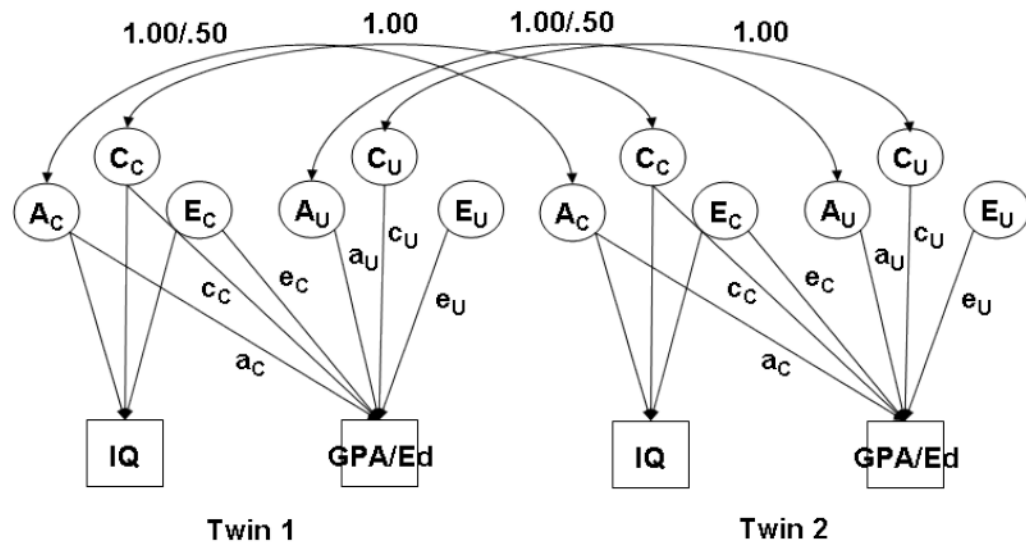 1.00/.50 1.00 1.00/.50 1.00
C_C C_U C_C C_U
A_C E_C A_U E_U A_C E_C A_U E_U
c_U c_U
a_U a_U
e_C e_C
c_C c_C
e_U e_U
a_C a_C
IQ GPA/Ed IQ GPA/Ed
Twin 1 Twin 2